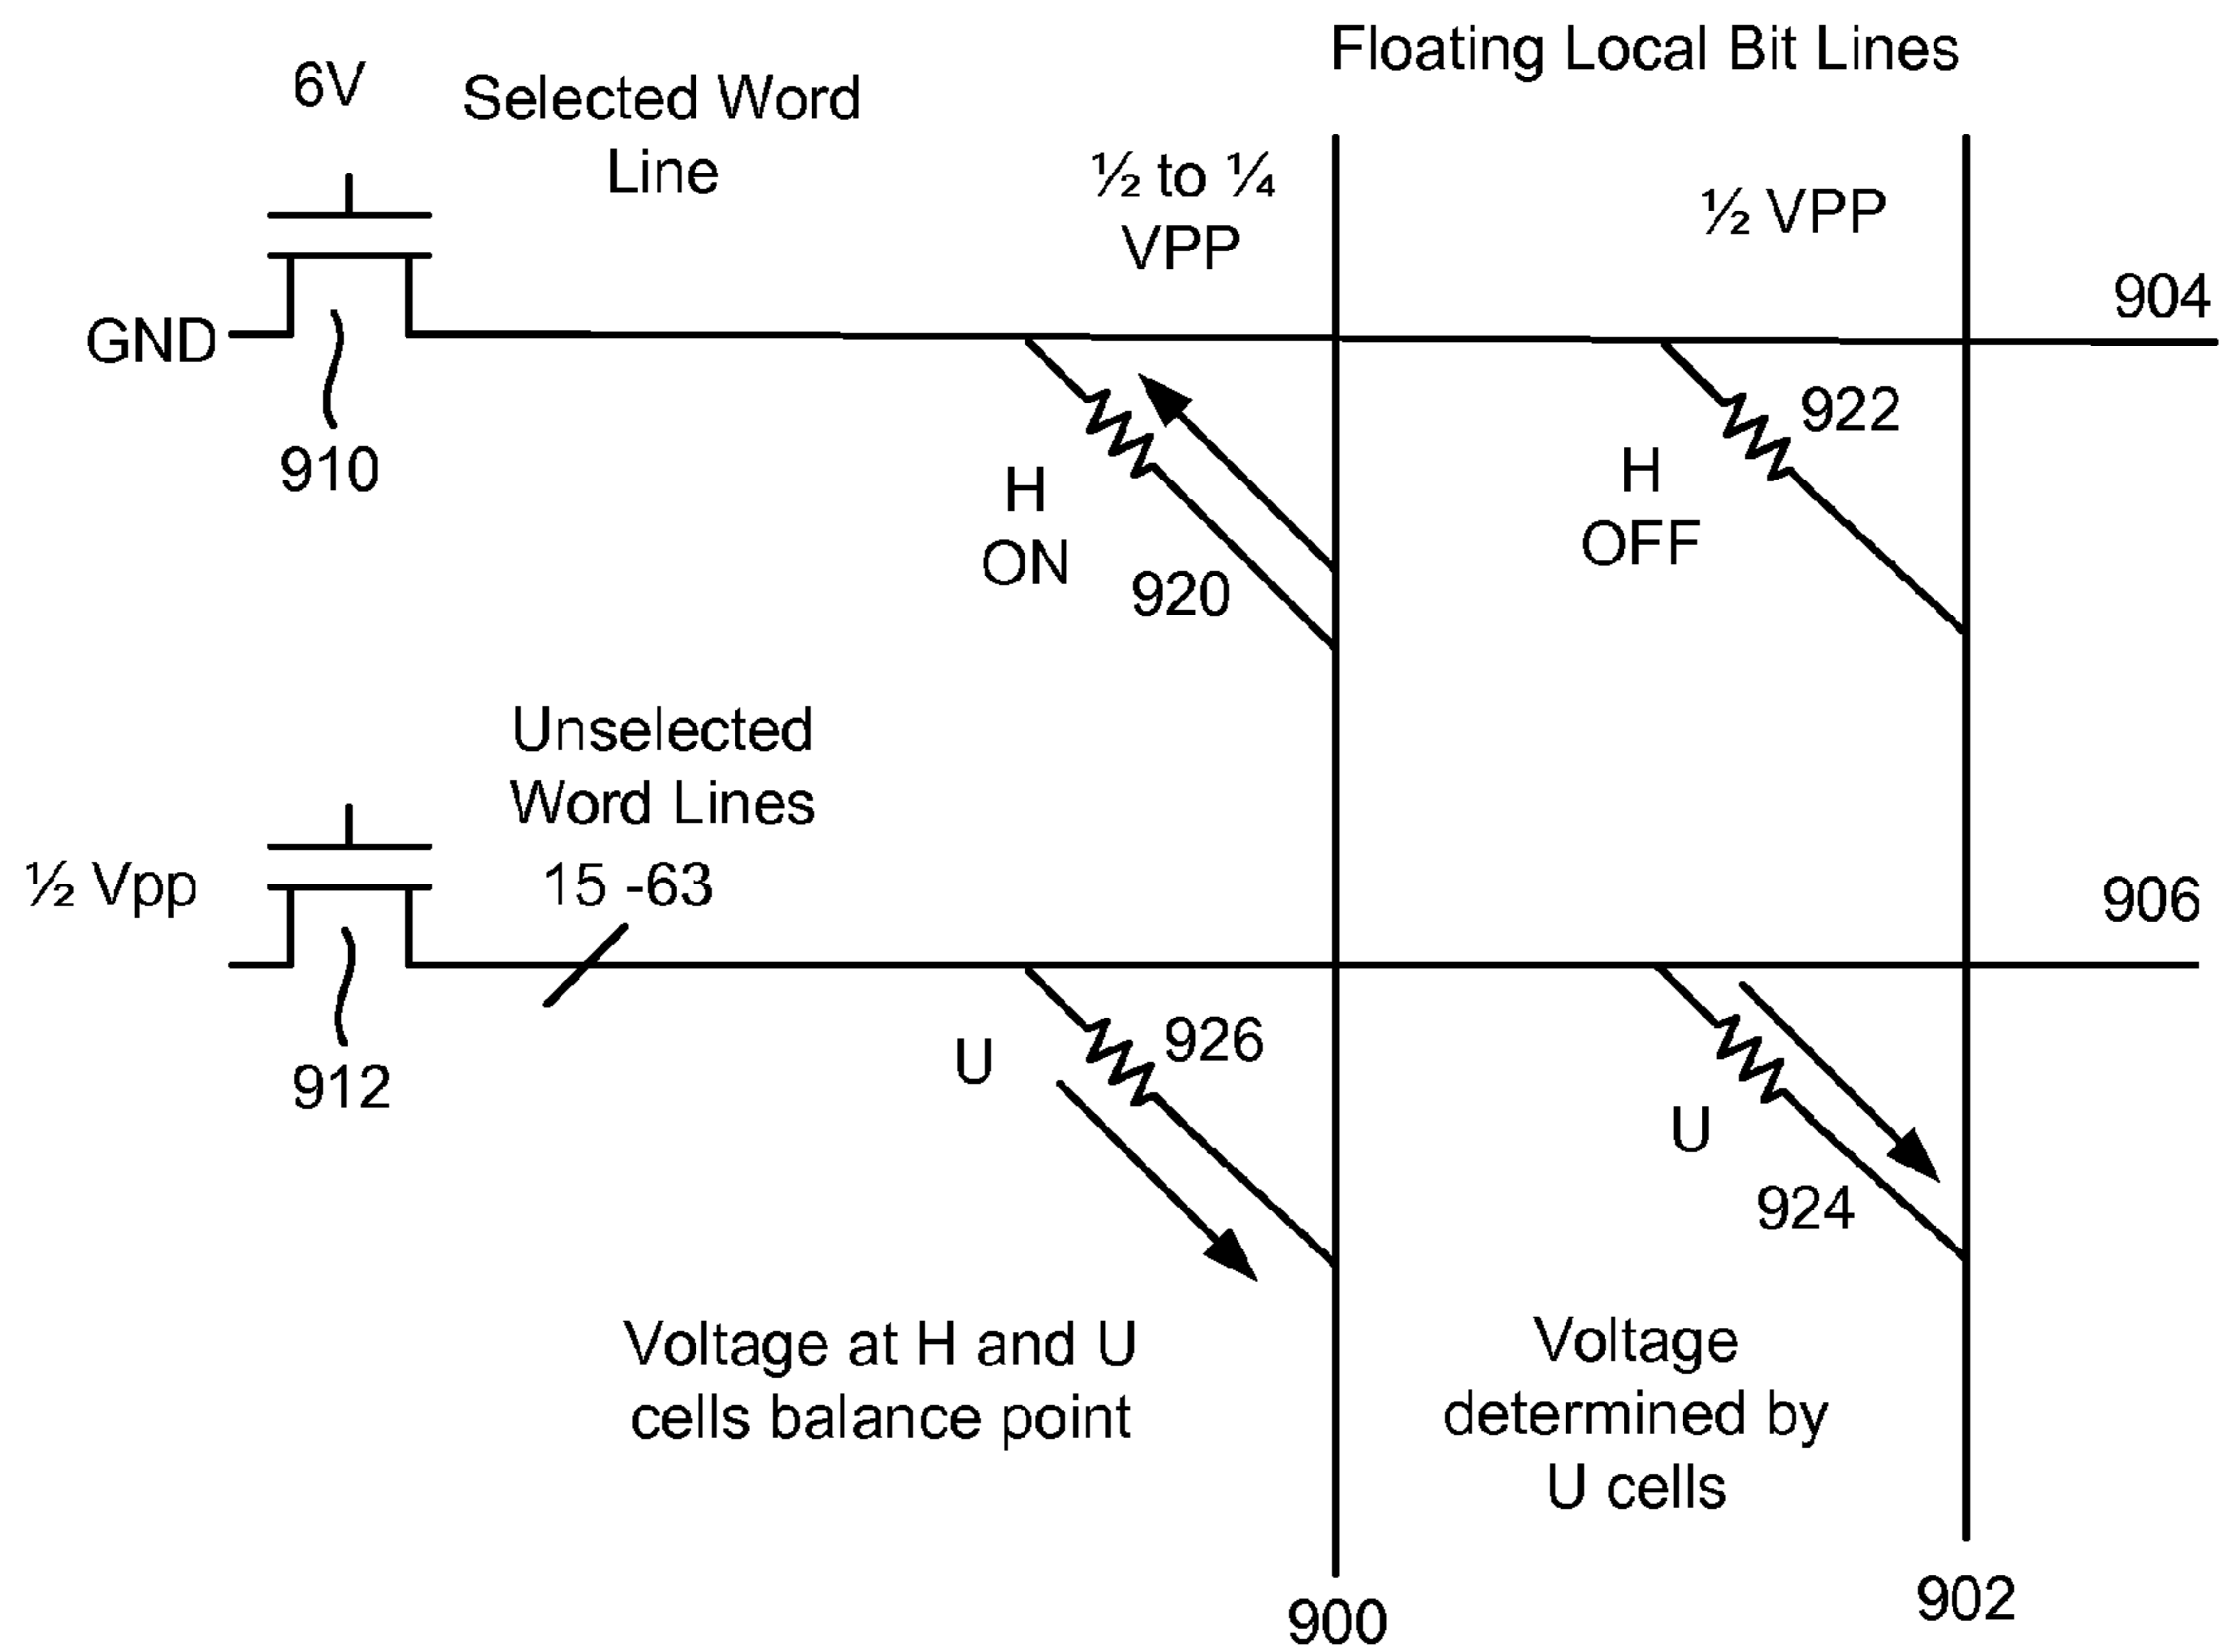 Floating Local Bit Lines
6V
Selected Word
Line
½ to ¼
VPP
½ VPP
904
GND
910
H
ON
920
H
OFF
922
Unselected
Word Lines
15 -63
½ Vpp
906
912
U
926
U
924
Voltage at H and U
cells balance point
Voltage
determined by
U cells
900
902